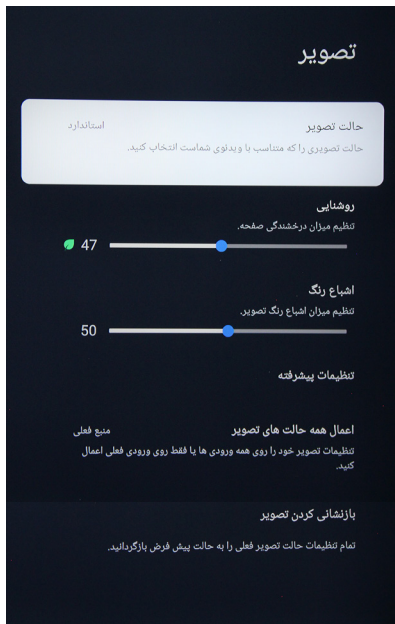 تصویر
حالت تصویر استاندارد
حالت تصویری را که متناسب با ویدئوی شماست انتخاب کنید.
روشنایی
تنظیم میزان درخشندگی صفحه.
47
اشباع رنگ
تنظیم میزان اشباع رنگ تصویر.
50
تنظیمات پیشرفته
اعمال همه حالت های تصویر منبع فعلی
تنظیمات تصویر خود را روی همه ورودی ها یا فقط روی ورودی فعلی اعمال
کنید.
بازنشانی کردن تصویر
تمام تنظیمات حالت تصویر فعلی را به حالت پیش فرض بازگردانید.